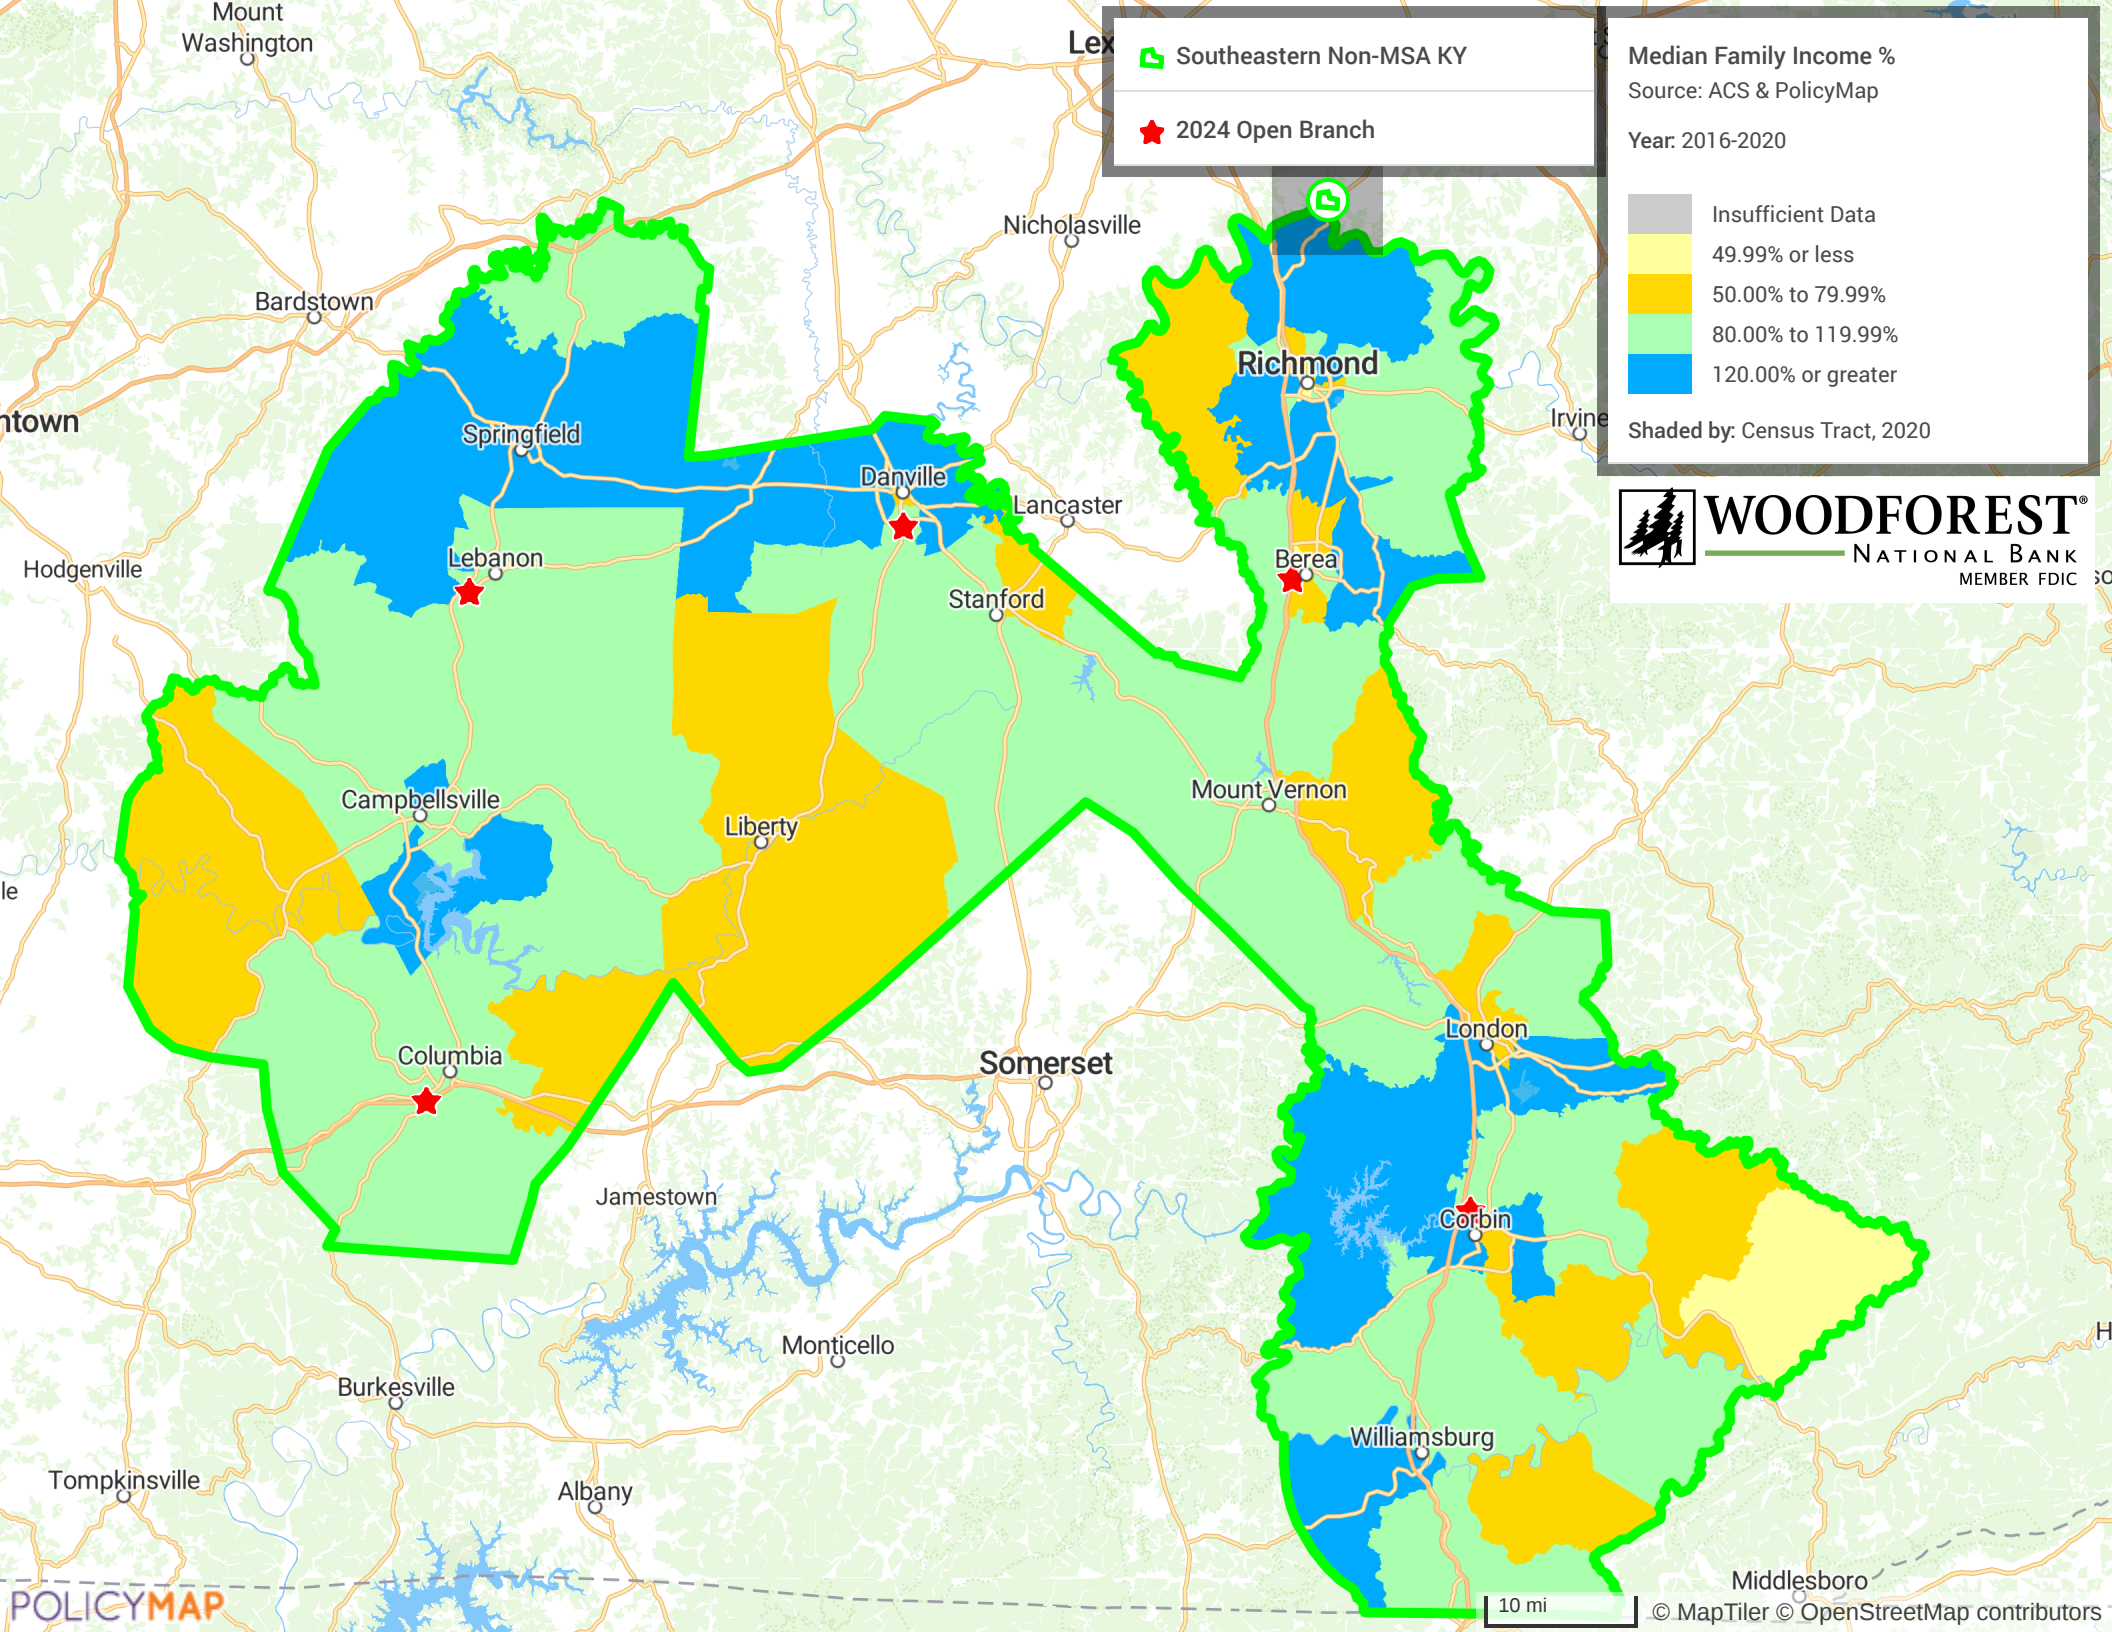 Mount
Washington
Lex
Southeastern Non-MSA KY
2024 Open Branch
Median Family Income %
Source: ACS & PolicyMap
Year: 2016-2020
Insufficient Data
49.99% or less
50.00% to 79.99%
80.00% to 119.99%
120.00% or greater
Shaded by: Census Tract, 2020
WOODFOREST®
NATIONAL BANK
MEMBER FDIC
Nicholasville
Bardstown
Richmond
ntown
Springfield
Irvine
Danville
Lancaster
Hodgenville
Lebanon
Berea
so
Stanford
Campbellsville
Mount Vernon
Liberty
le
London
Columbia
Somerset
Jamestown
Corbin
Monticello
H
Burkesville
Williamsburg
Tompkinsville
Albany
Middlesboro
POLICYMAP
10 mi
© MapTiler © OpenStreetMap contributors